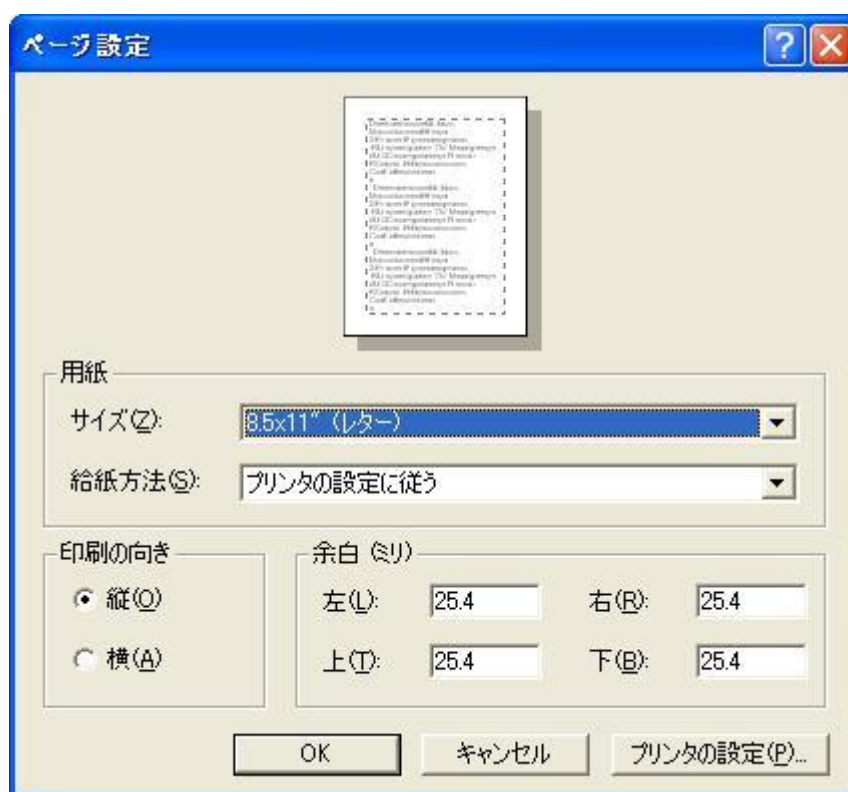 ページ設定
用紙
サイズ(Z): 8.5x11" (レター)
給紙方法(S): プリンタの設定に従う
印刷の向き 余白 (ミリ)
縦(O) 左(L): 25.4 右(R): 25.4
横(A) 上(T): 25.4 下(B): 25.4
OK キャンセル プリンタの設定(P)...